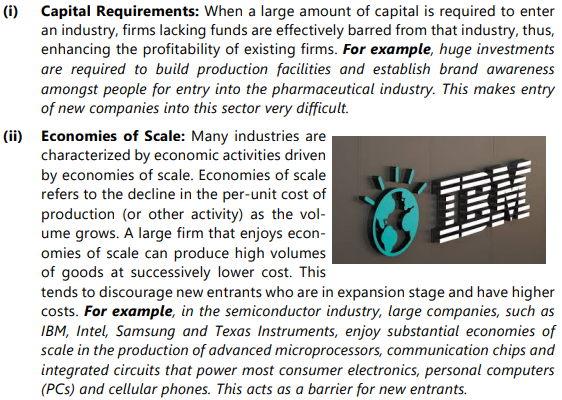 (i) Capital Requirements: When a large amount of capital is required to enter
an industry, firms lacking funds are effectively barred from that industry, thus,
enhancing the profitability of existing firms. For example, huge investments
are required to build production facilities and establish brand awareness
amongst people for entry into the pharmaceutical industry. This makes entry
of new companies into this sector very difficult.
(ii) Economies of Scale: Many industries are
characterized by economic activities driven
by economies of scale. Economies of scale
refers to the decline in the per-unit cost of
production (or other activity) as the vol-
ume grows. A large firm that enjoys econ-
omies of scale can produce high volumes
of goods at successively lower cost. This
IBM
tends to discourage new entrants who are in expansion stage and have higher
costs. For example, in the semiconductor industry, large companies, such as
IBM, Intel, Samsung and Texas Instruments, enjoy substantial economies of
scale in the production of advanced microprocessors, communication chips and
integrated circuits that power most consumer electronics, personal computers
(PCs) and cellular phones. This acts as a barrier for new entrants.